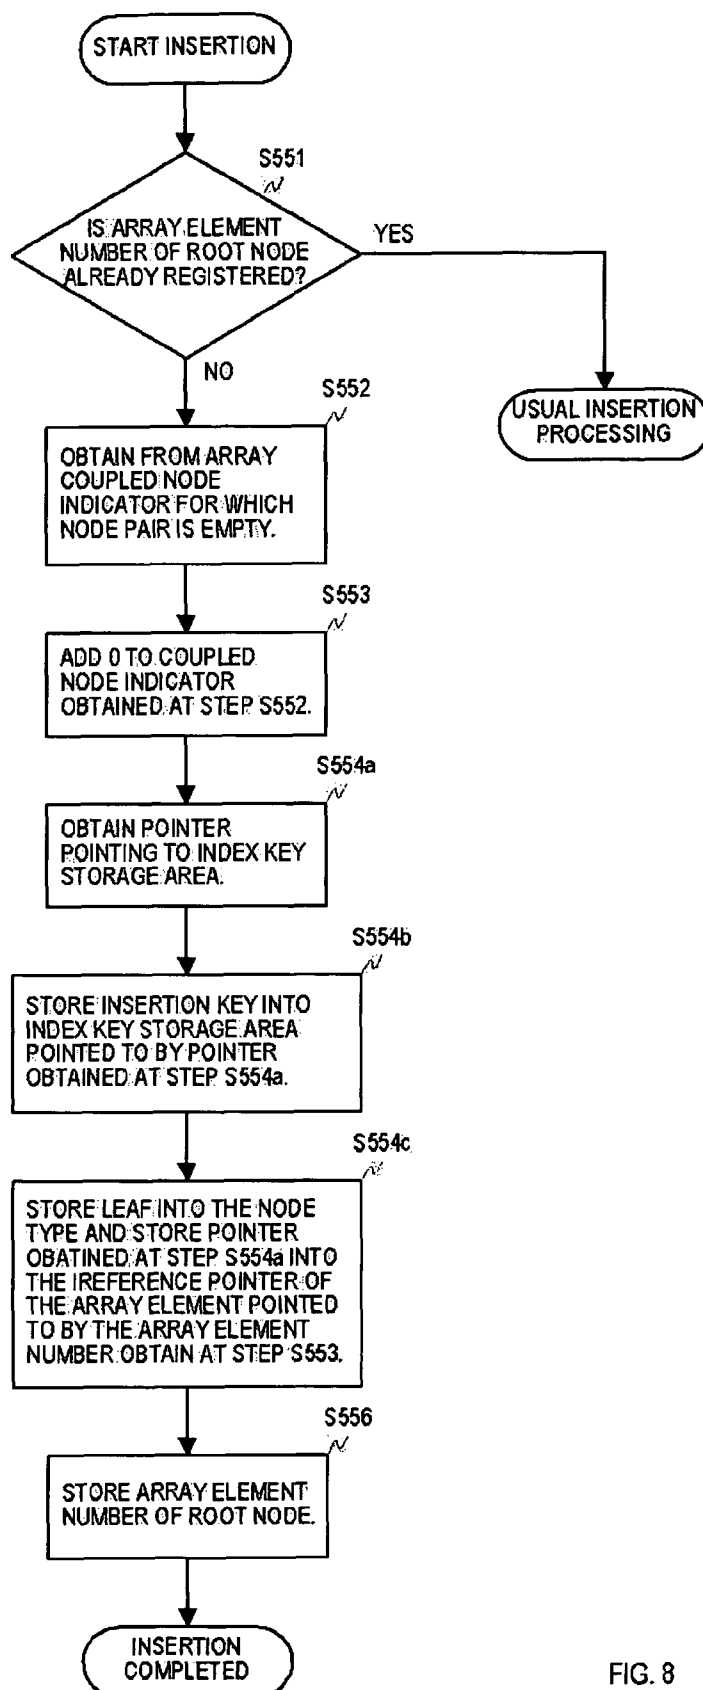 START INSERTION
S551
IS ARRAY ELEMENT
NUMBER OF ROOT NODE
ALREADY REGISTERED?
YES
NO
USUAL INSERTION
PROCESSING
S552
OBTAIN FROM ARRAY
COUPLED NODE
INDICATOR FOR WHICH
NODE PAIR IS EMPTY.
S553
ADD 0 TO COUPLED
NODE INDICATOR
OBTAINED AT STEP S552.
S554a
OBTAIN POINTER
POINTING TO INDEX KEY
STORAGE AREA.
S554b
STORE INSERTION KEY INTO
INDEX KEY STORAGE AREA
POINTED TO BY POINTER
OBTAINED AT STEP S554a.
S554c
STORE LEAF INTO THE NODE
TYPE AND STORE POINTER
OBATINED AT STEP S554a INTO
THE IREFERENCE POINTER OF
THE ARRAY ELEMENT POINTED
TO BY THE ARRAY ELEMENT
NUMBER OBTAIN AT STEP S553.
S556
STORE ARRAY ELEMENT
NUMBER OF ROOT NODE.
INSERTION
COMPLETED
FIG. 8